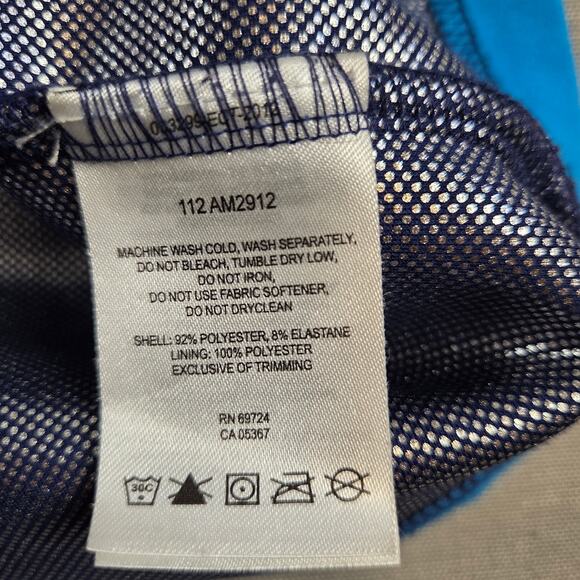 112 AM2912
MACHINE WASH COLD, WASH SEPARATELY,
DO NOT BLEACH, TUMBLE DRY LOW,
DO NOT IRON,
DO NOT USE FABRIC SOFTENER,
DO NOT DRYCLEAN
SHELL: 92% POLYESTER, 8% ELASTANE
LINING: 100% POLYESTER
EXCLUSIVE OF TRIMMING
RN 69724
CA 05367
30C